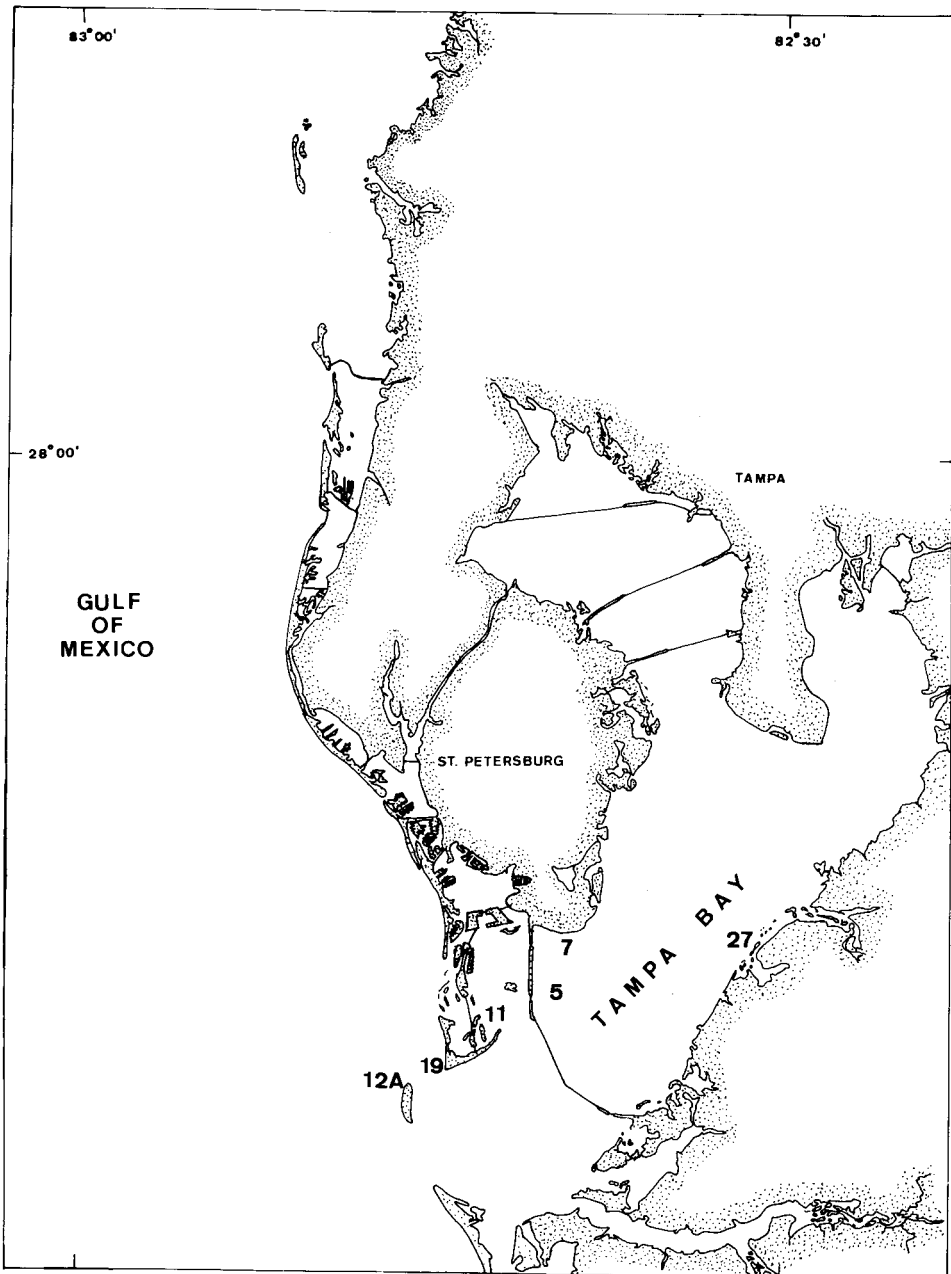 83°00'
82°30'
28°00'
TAMPA
GULF
OF
MEXICO
ST. PETERSBURG
TAMPA BAY
27
7
5
11
19
12A